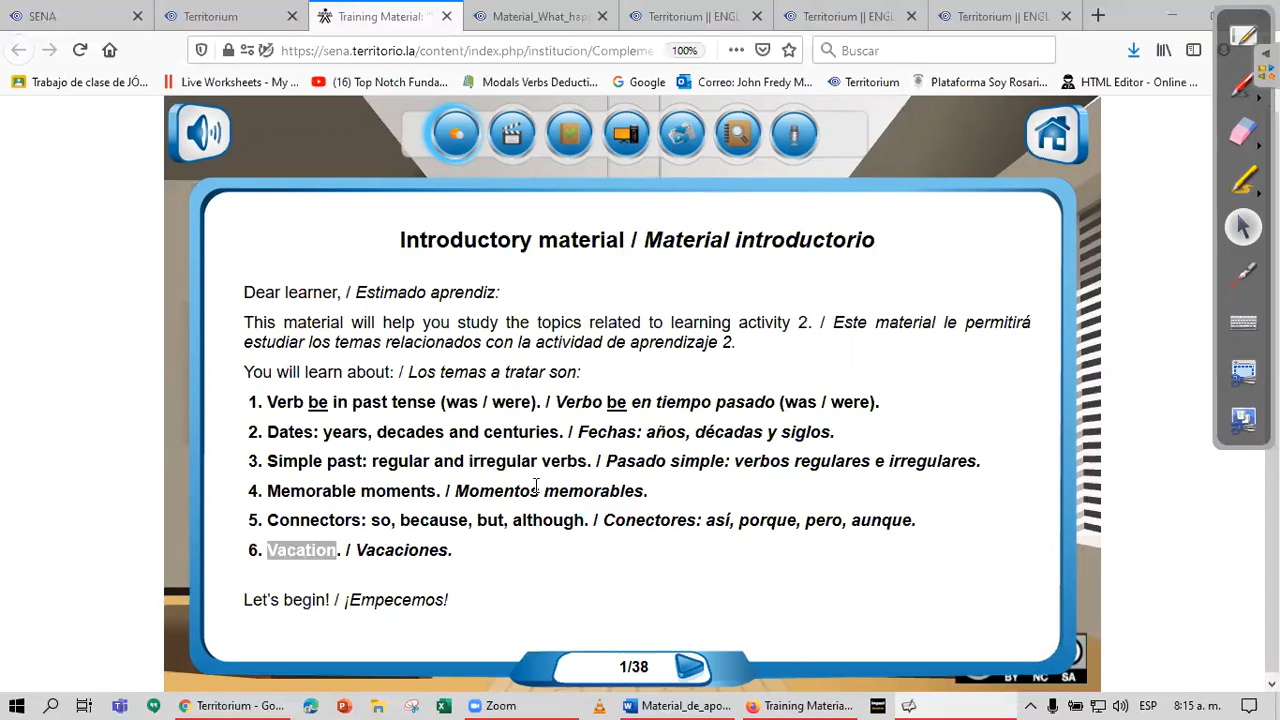 SENA
Territorium
Training Material: "
Material_What_hap
Territorium || ENGL
Territorium || ENGL
Territorium || ENGL
https://sena.territorio.la/content/index.php/institucion/Compleme
100%
Buscar
Trabajo de clase de JÓ...
Live Worksheets - My ...
(16) Top Notch Funda...
Modals Verbs Deducti...
Google
Correo: John Fredy M...
Territorium
Plataforma Soy Rosari...
HTML Editor - Online ...
Introductory material / Material introductorio
Dear learner, / Estimado aprendiz:
This material will help you study the topics related to learning activity 2. / Este material le permitirá
estudiar los temas relacionados con la actividad de aprendizaje 2.
You will learn about: / Los temas a tratar son:
1. Verb be in past tense (was / were). / Verbo be en tiempo pasado (was / were).
2. Dates: years, decades and centuries. / Fechas: años, décadas y siglos.
3. Simple past: regular and irregular verbs. / Pasado simple: verbos regulares e irregulares.
4. Memorable moments. / Momentos memorables.
5. Connectors: so, because, but, although. / Conectores: así, porque, pero, aunque.
6. Vacation. / Vacaciones.
Let's begin! / ¡Empecemos!
1/38
BY NC SA
Territorium - Go...
Zoom
Material_de_apo...
Training Materia...
ESP
8:15 a. m.